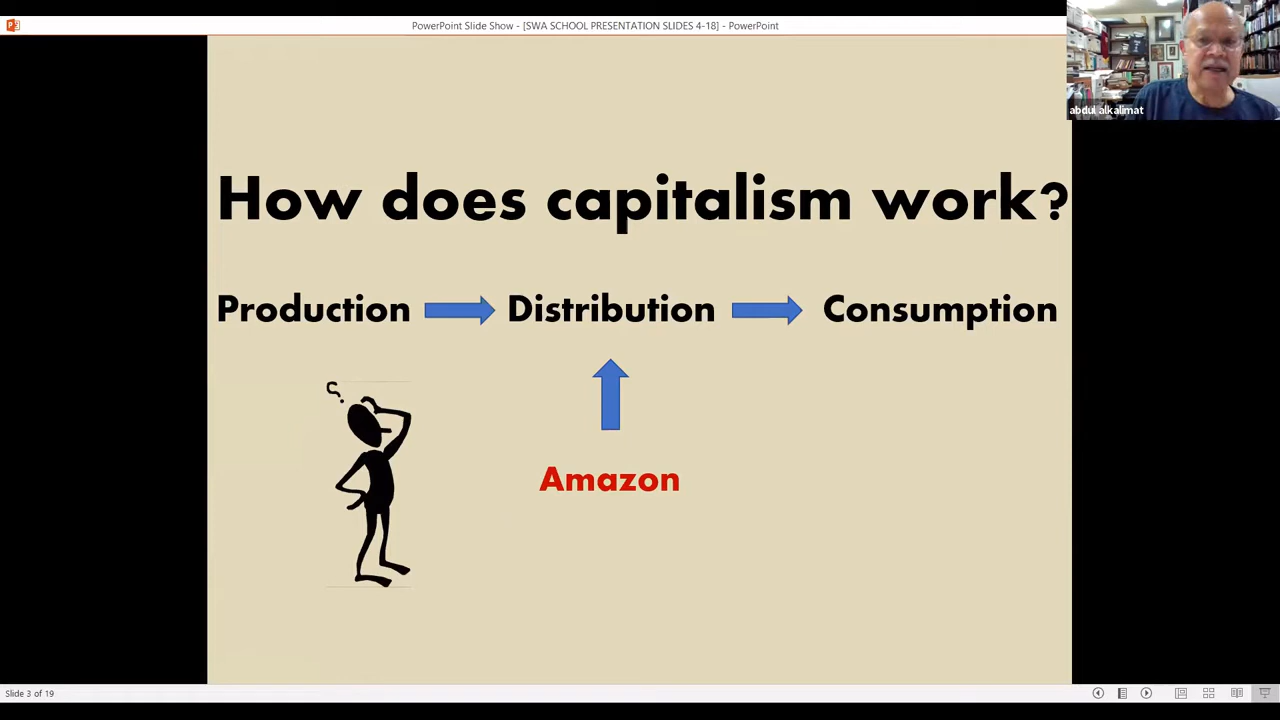 PowerPoint Slide Show - [SWA SCHOOL PRESENTATION SLIDES 4-18] - PowerPoint
abdul alkalimat
How does capitalism work?
Production Distribution Consumption
?
Amazon
Slide 3 of 19